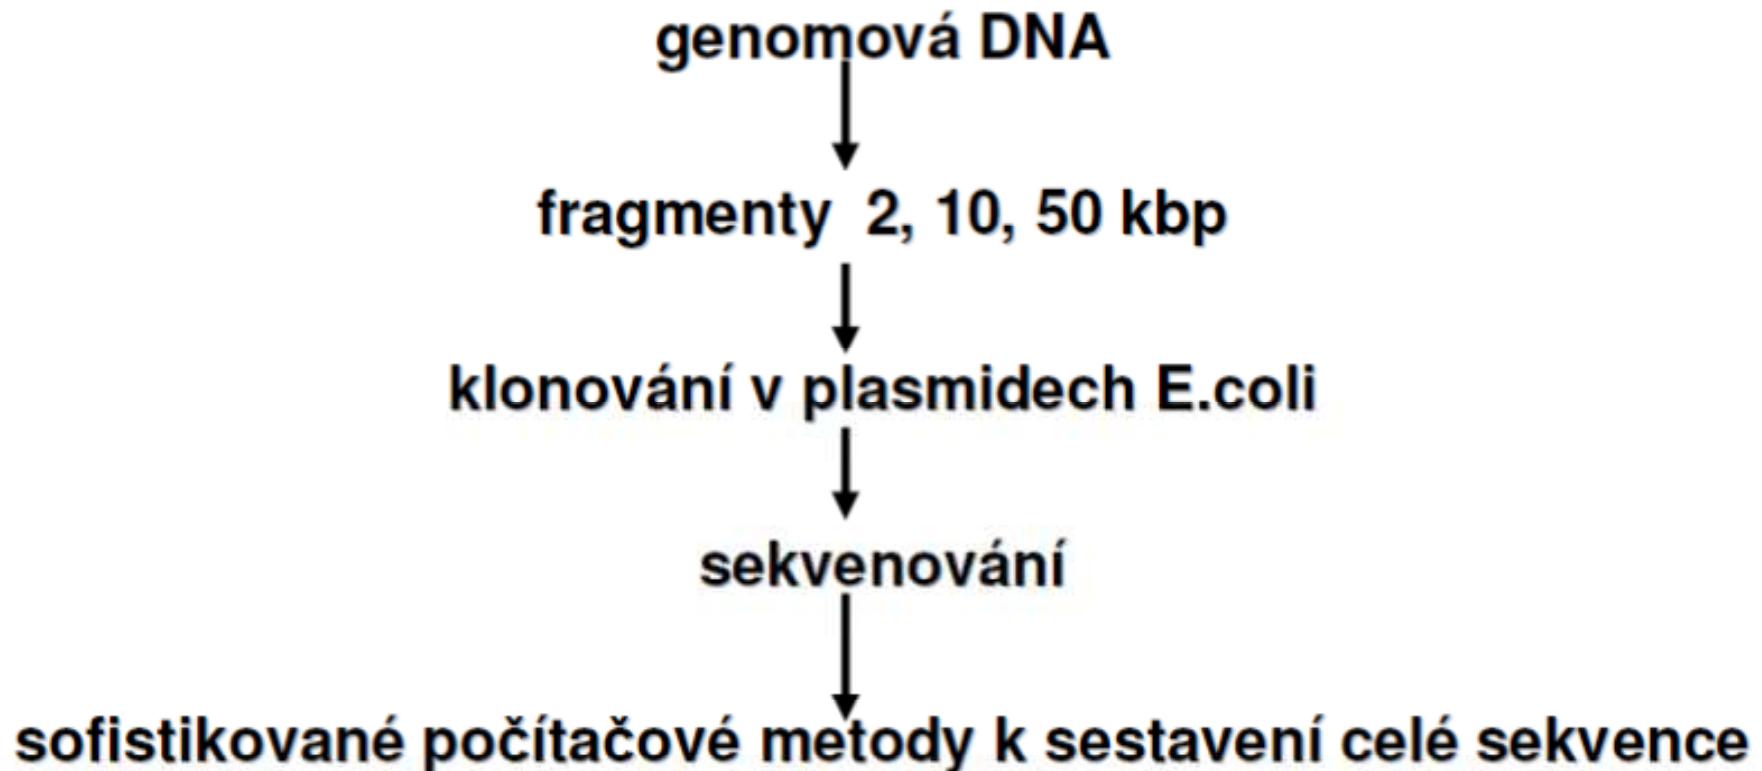 genomová DNA
fragmenty  2, 10, 50 kbp
klonování v plasmidech E.coli
sekvenování
sofistikované počítačové metody k sestavení celé sekvence